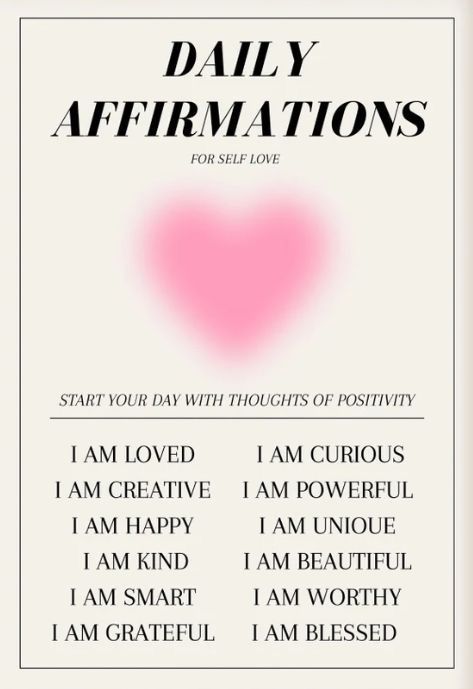 DAILY
AFFIRMATIONS
FOR SELF LOVE
START YOUR DAY WITH THOUGHTS OF POSITIVITY
I AM LOVED
I AM CREATIVE
I AM HAPPY
I AM KIND
I AM SMART
I AM GRATEFUL
I AM CURIOUS
I AM POWERFUL
I AM UNIOUE
I AM BEAUTIFUL
I AM WORTHY
I AM BLESSED